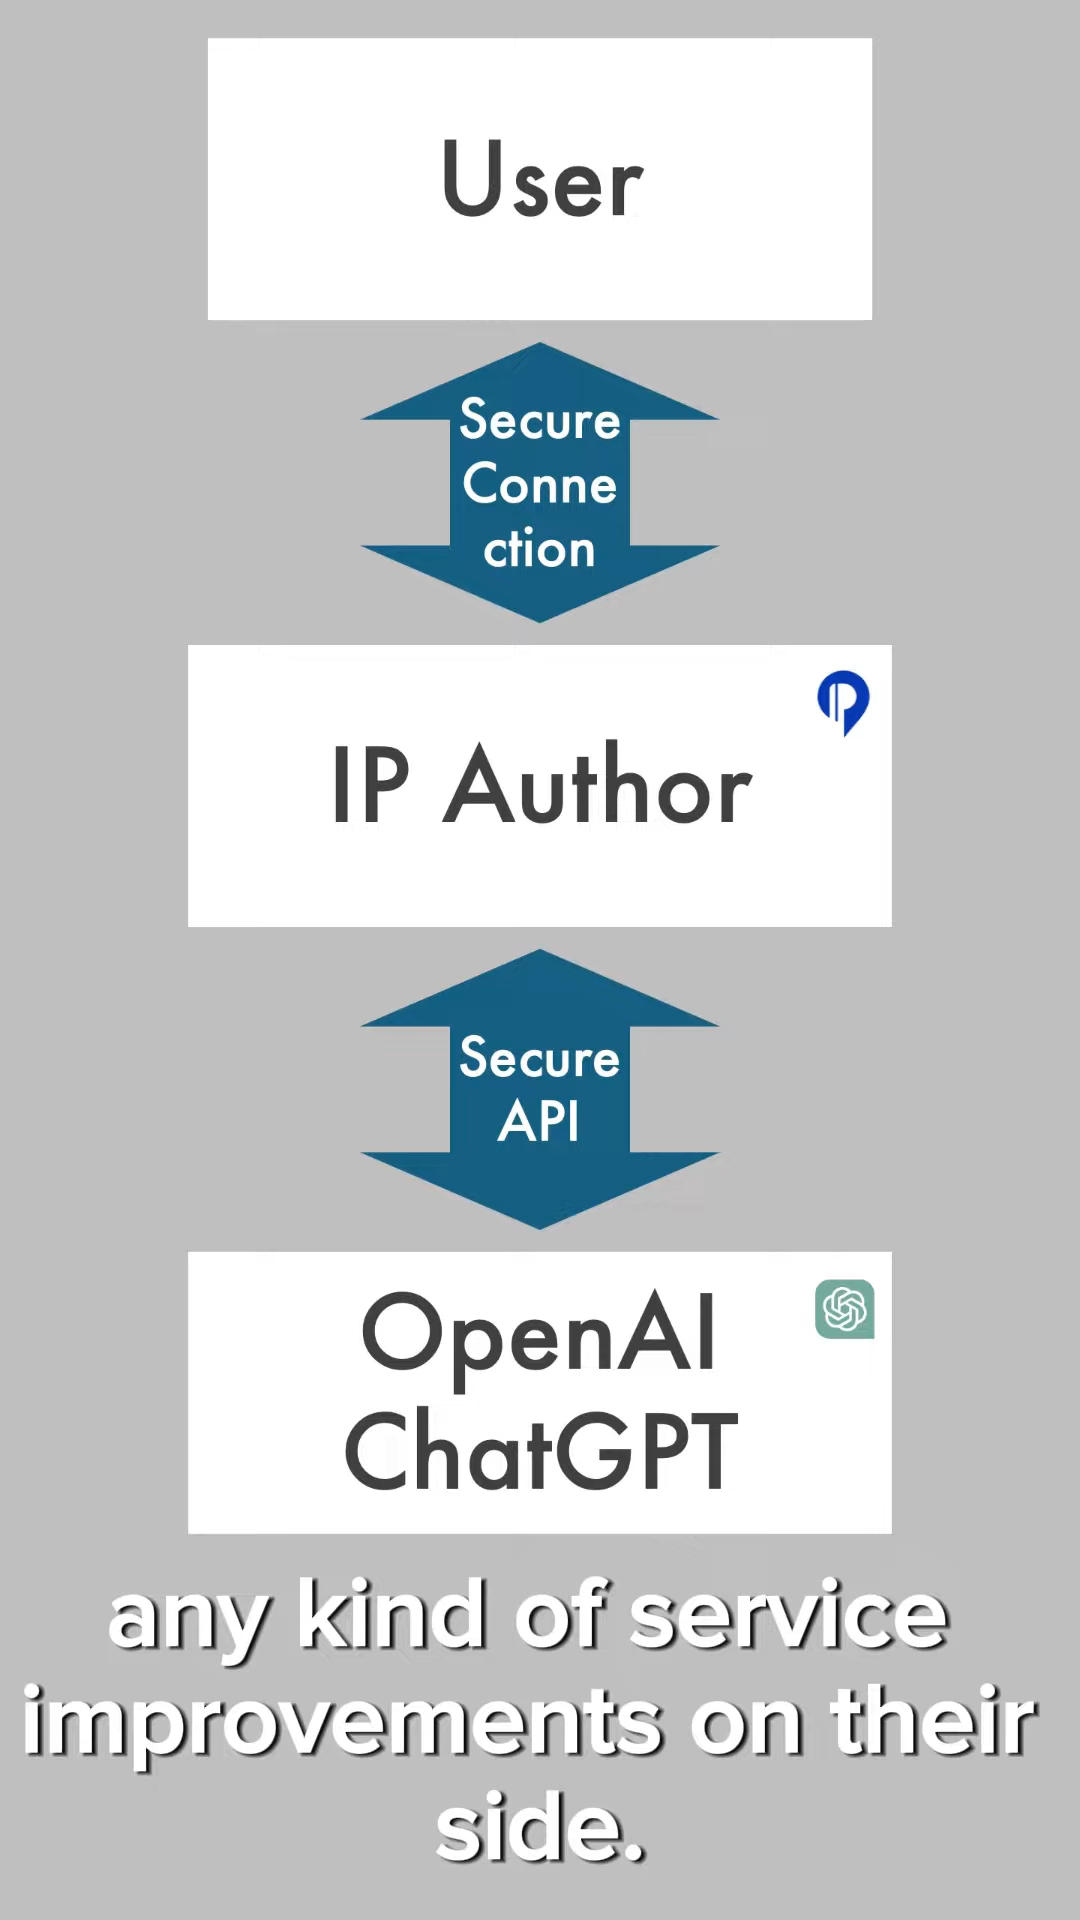 User
Secure
Conne
ction
IP Author
Secure
API
OpenAI
ChatGPT
any kind of service
improvements on their
side.